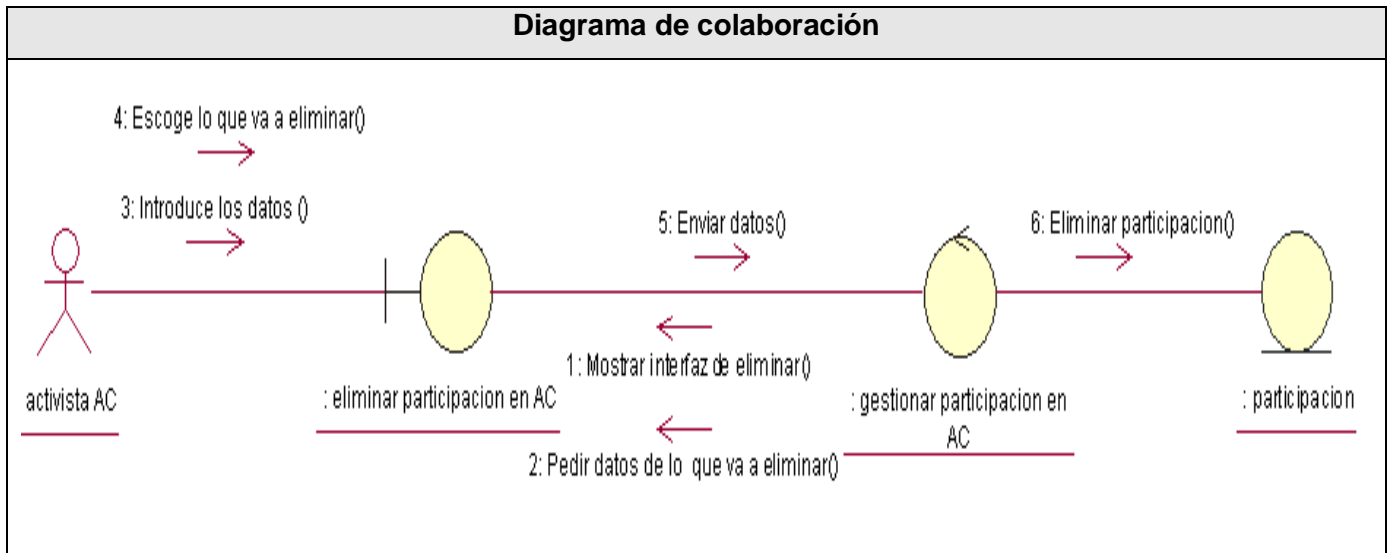 Diagrama de colaboración
4: Escoge lo que va a eliminar()
3: Introduce los datos ()
5: Enviar datos()
6: Eliminar participacion()
1: Mostrar interfaz de eliminar()
activista AC
: eliminar participacion en AC
: gestionar participacion en
AC
: participacion
2: Pedir datos de lo que va a eliminar()